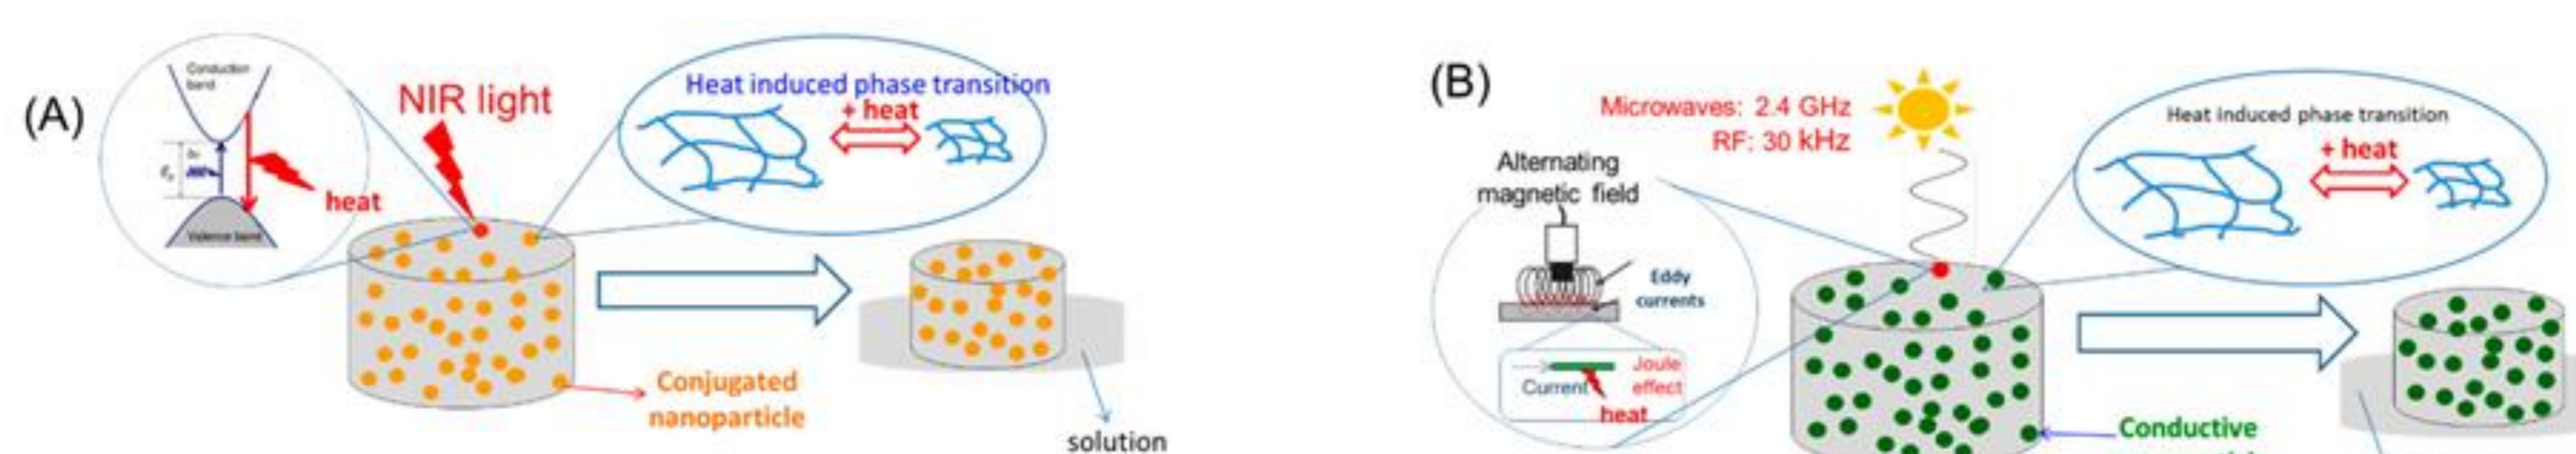 (A)
Conduction
band
Valence band
heat
NIR light
Heat induced phase transition
+ heat
Conjugated
nanoparticle
solution
(B)
Microwaves: 2.4 GHz
RF: 30 kHz
Alternating
magnetic field
Eddy
currents
Current
Joule
effect
heat
Heat induced phase transition
+ heat
Conductive